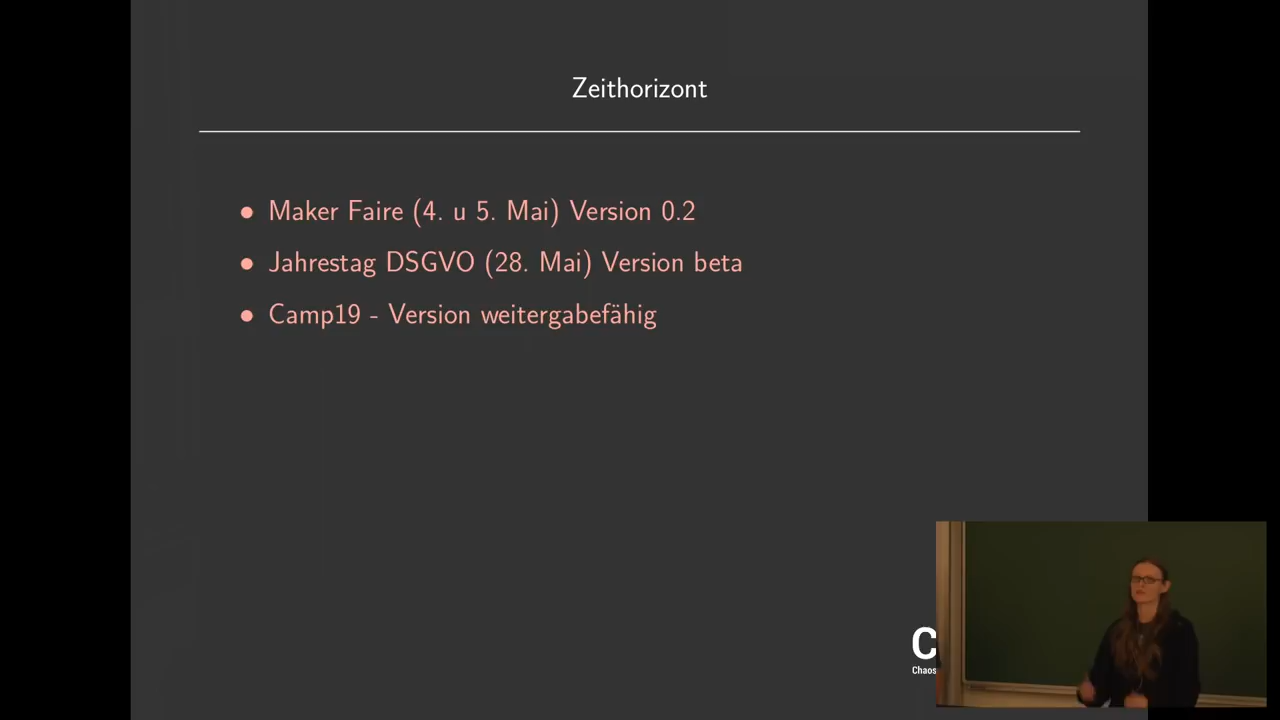 Zeithorizont
• Maker Faire (4. u 5. Mai) Version 0.2
• Jahrestag DSGVO (28. Mai) Version beta
• Camp19 - Version weitergabefähig
C
Chaos